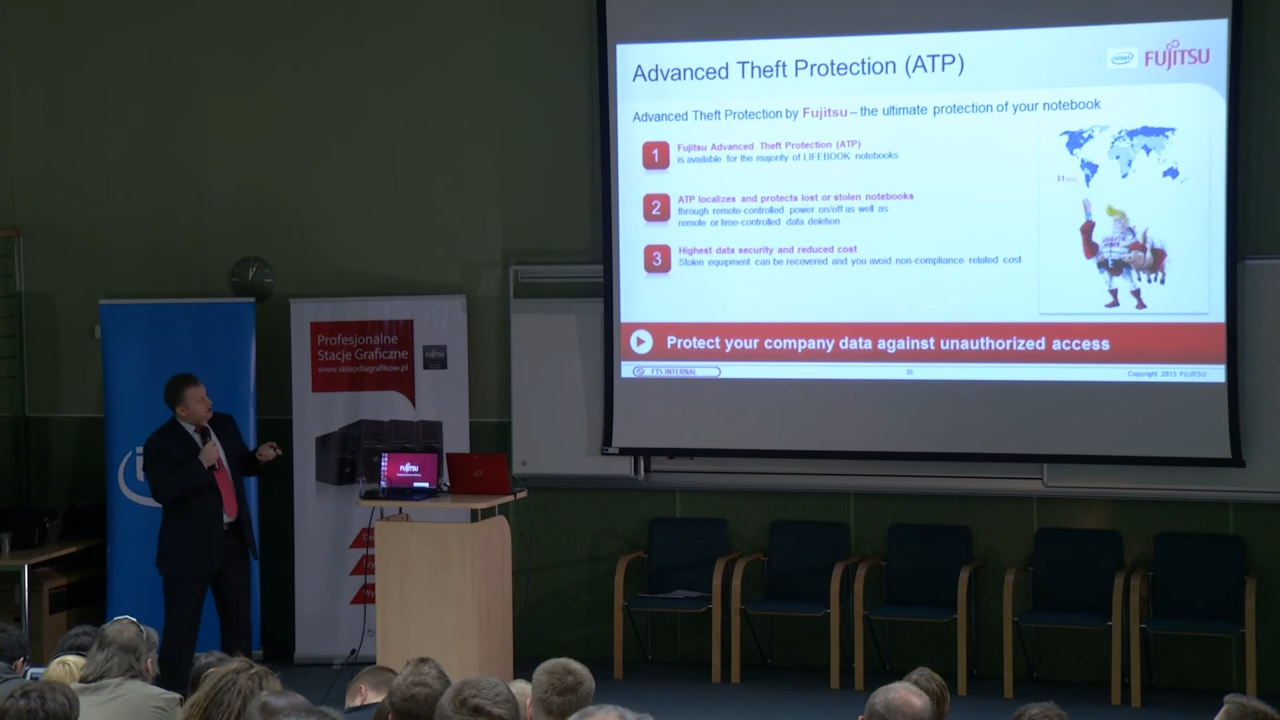 Advanced Theft Protection (ATP)
intel
FUJITSU
Advanced Theft Protection by Fujitsu – the ultimate protection of your notebook
1
Fujitsu Advanced Theft Protection (ATP)
is available for the majority of LIFEBOOK notebooks
2
ATP localizes and protects lost or stolen notebooks
through remote-controlled power on/off as well as
remote or time-controlled data deletion
3
Highest data security and reduced cost
Stolen equipment can be recovered and you avoid non-compliance related cost
Protect your company data against unauthorized access
FTS INTERNAL
35
Copyright 2013 FUJITSU
Profesjonalne
Stacje Graficzne
www.sklepdlagrafikow.pl
FUJITSU
FUJITSU